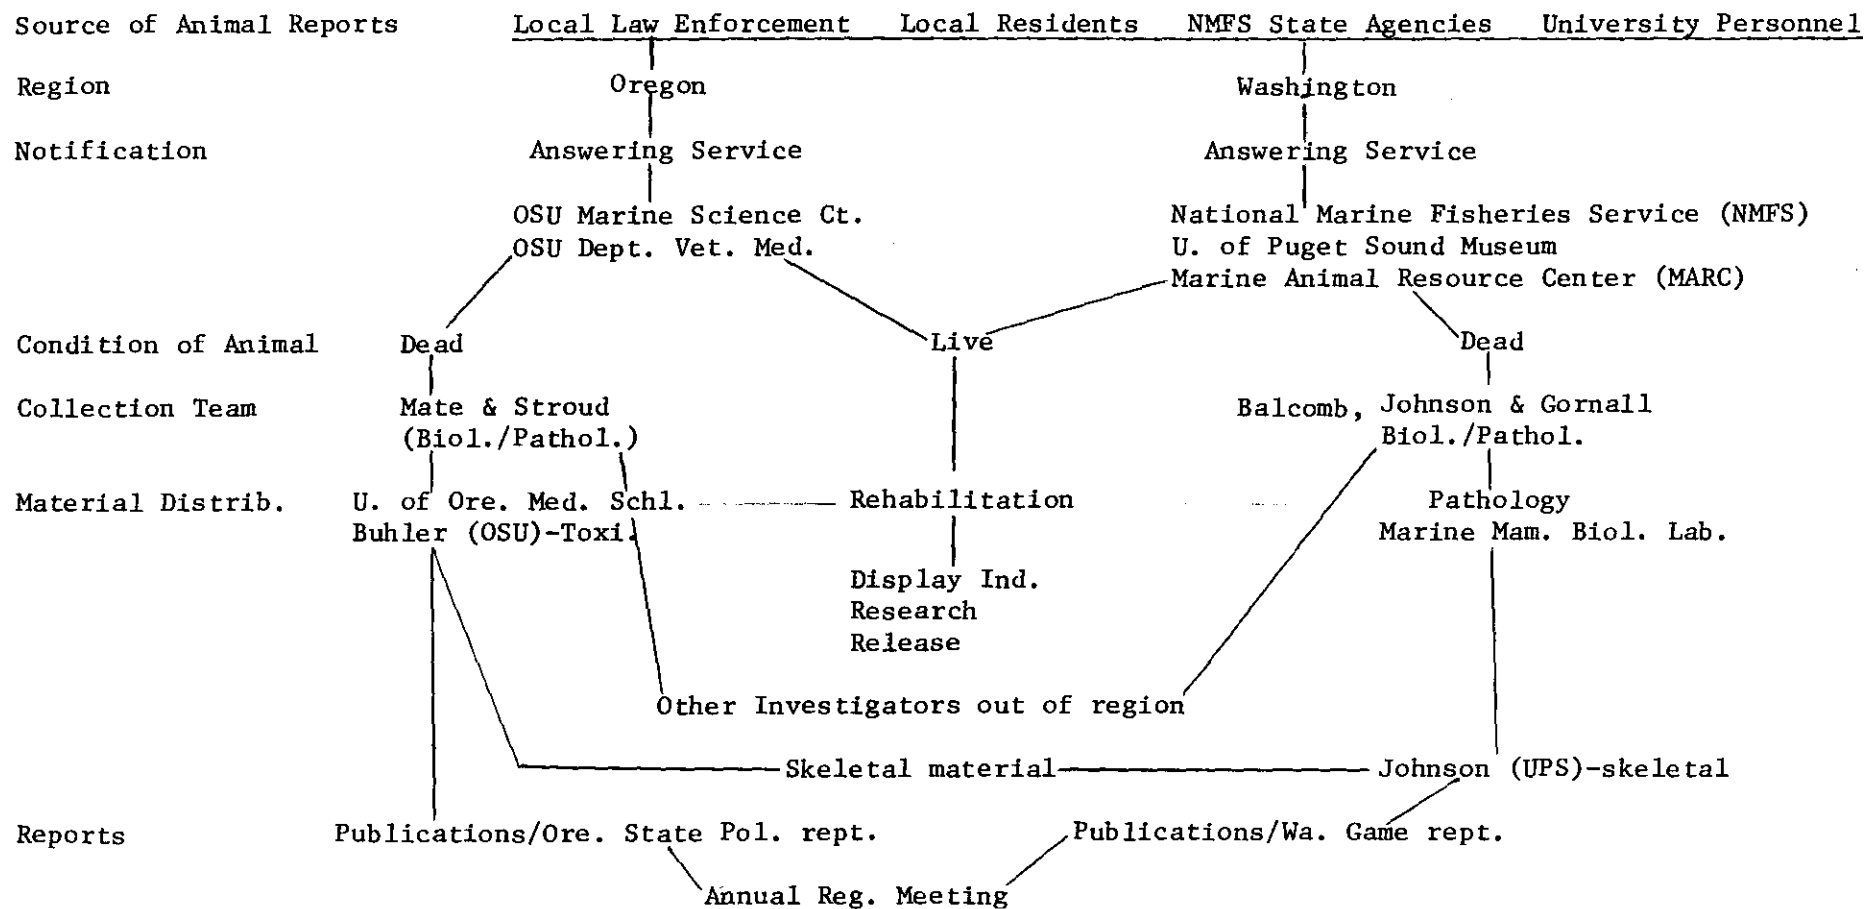 Source of Animal Reports Local Law Enforcement Local Residents NMFS State Agencies University Personnel
Region Oregon Washington
Notification Answering Service Answering Service
OSU Marine Science Ct. National Marine Fisheries Service (NMFS)
OSU Dept. Vet. Med. U. of Puget Sound Museum
Marine Animal Resource Center (MARC)
Condition of Animal Dead Live Dead
Collection Team Mate & Stroud Balcomb, Johnson & Gornall
(Biol./Pathol.) Biol./Pathol.
Material Distrib. U. of Ore. Med. Schl. Rehabilitation Pathology
Buhler (OSU)-Toxi. Marine Mam. Biol. Lab.
Display Ind.
Research
Release
Other Investigators out of region
Skeletal material Johnson (UPS)-skeletal
Reports Publications/Ore. State Pol. rept. Publications/Wa. Game rept.
Annual Reg. Meeting